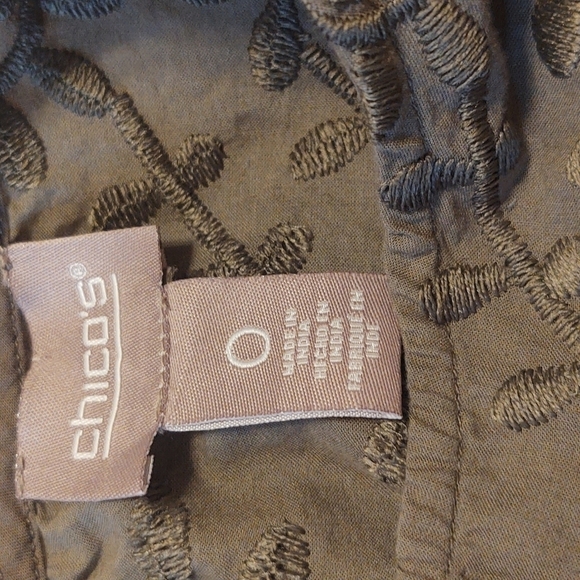 chico's®
0
MADE IN
INDIA
HECHO EN
INDIA
FABRIQUE EN
INDE